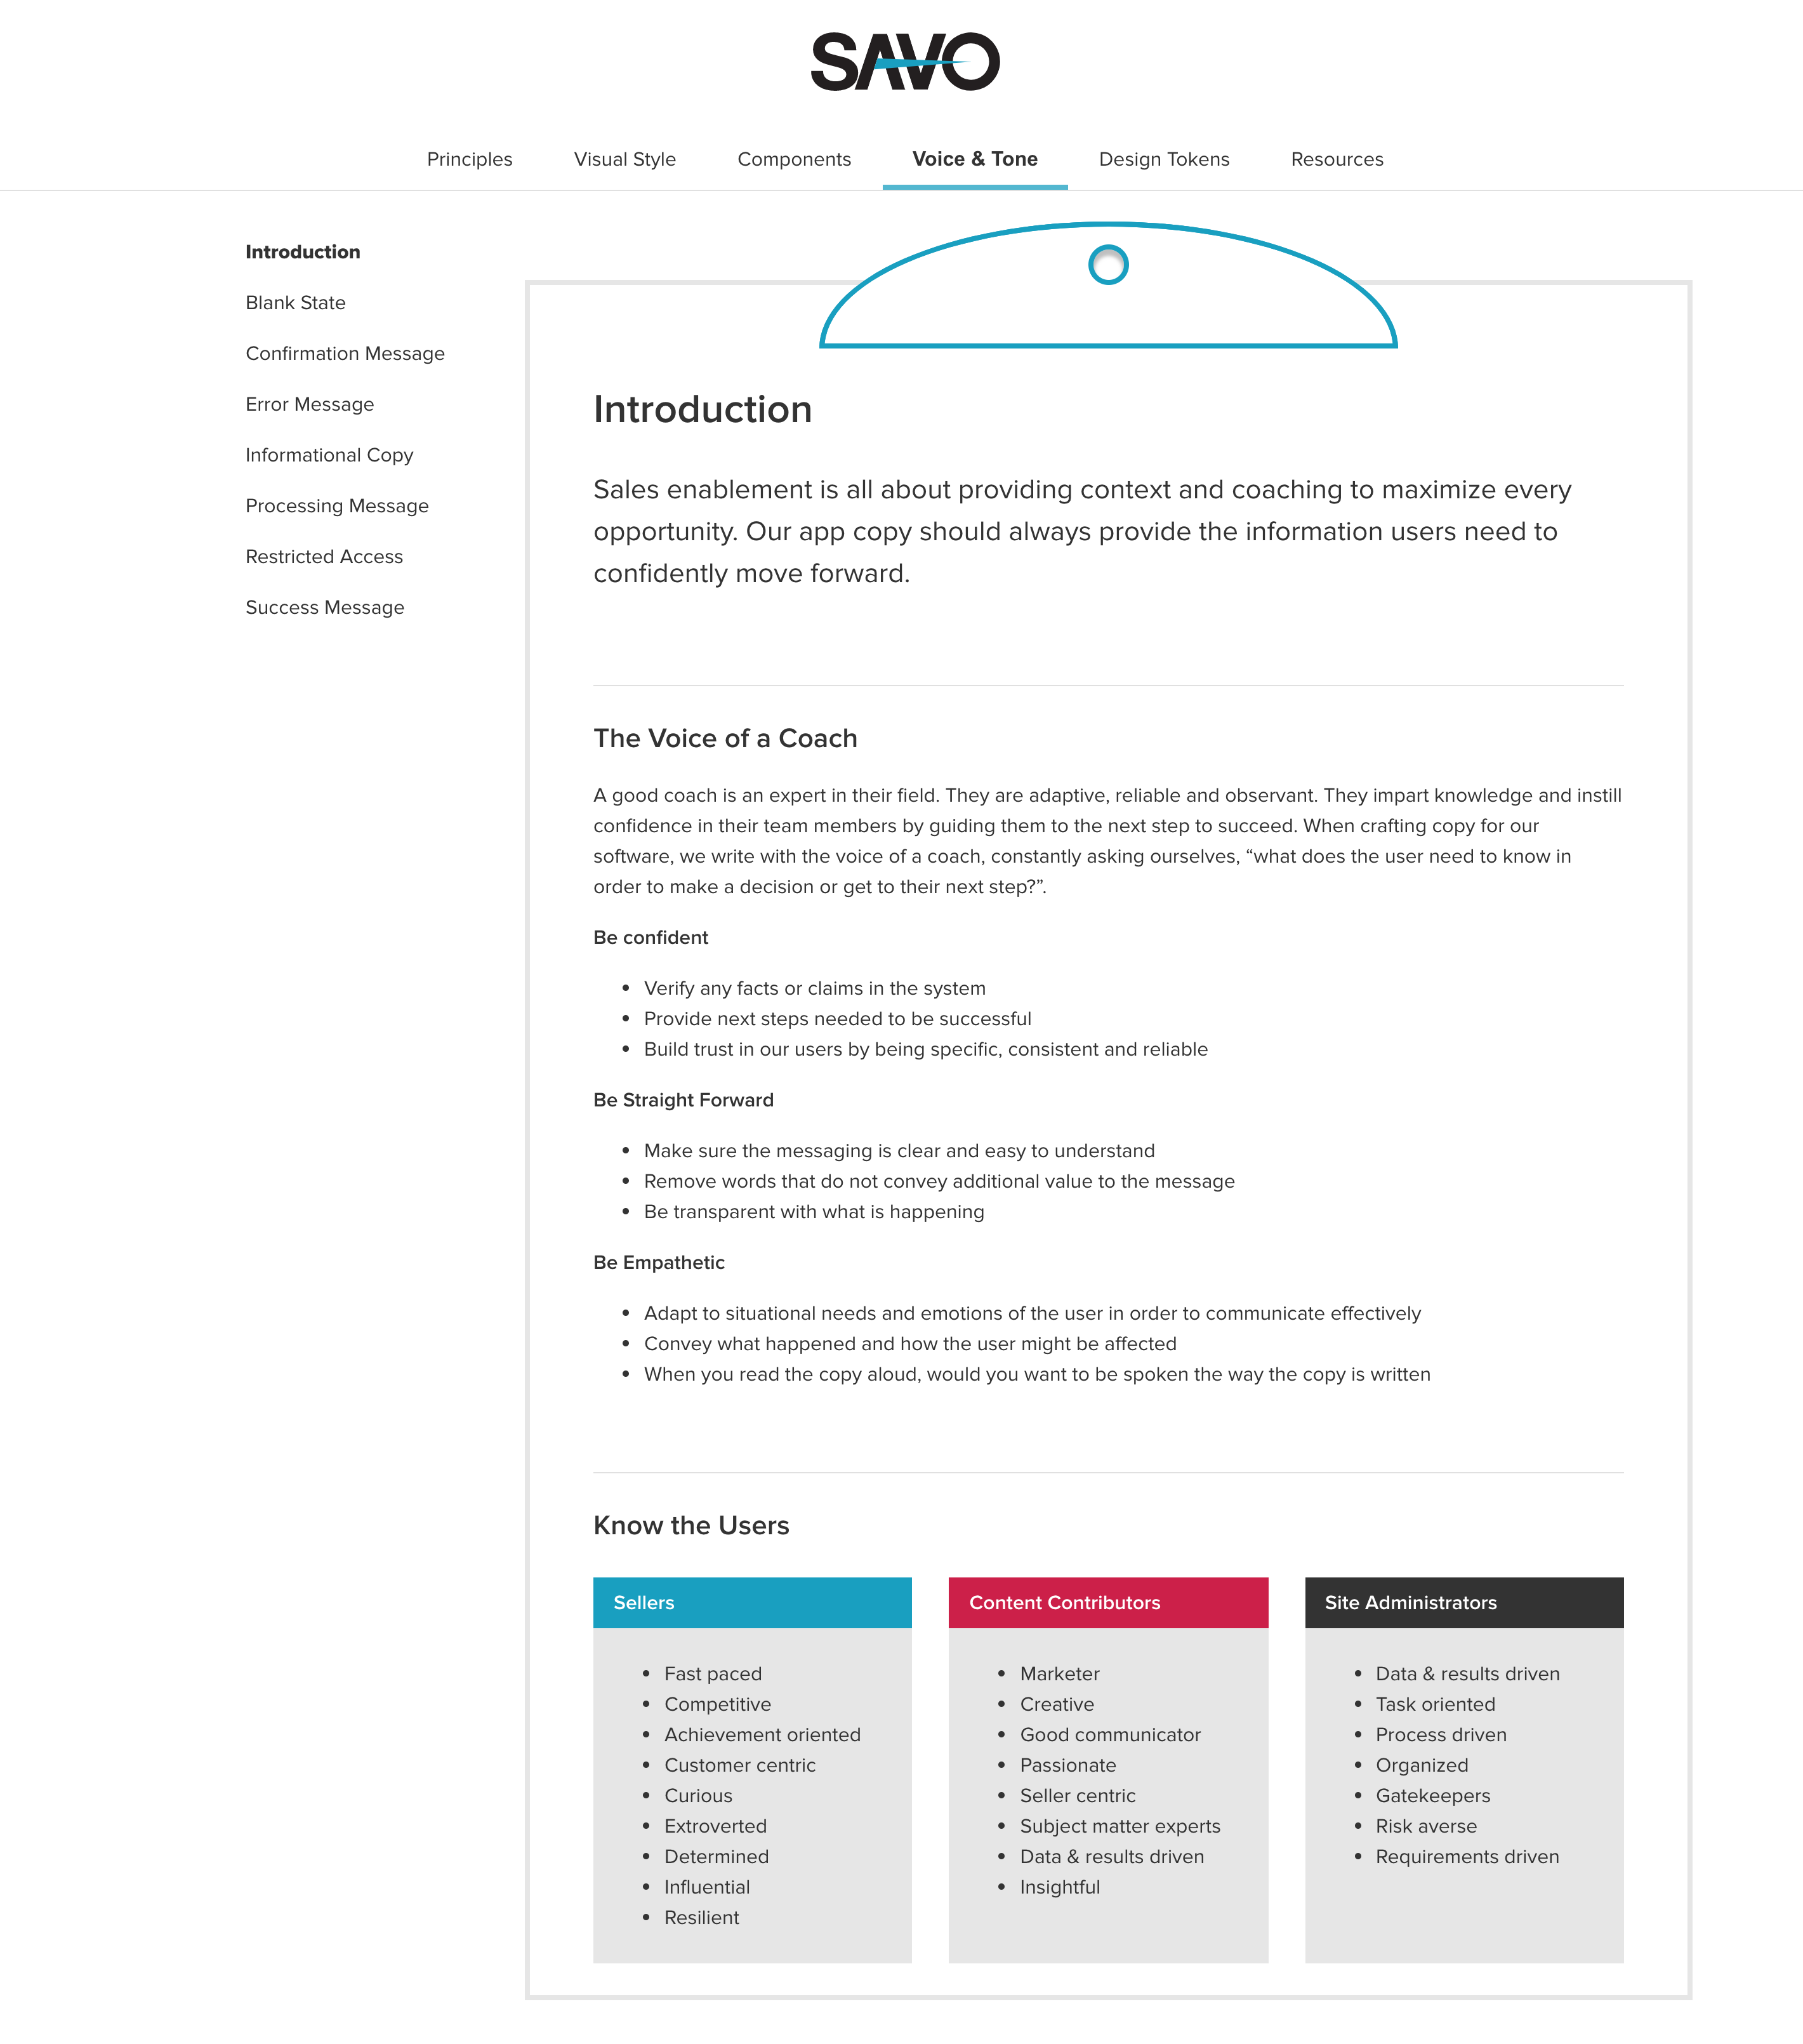 SAVO
Principles
Visual Style
Components
Voice & Tone
Design Tokens
Resources
Introduction
Blank State
Confirmation Message
Error Message
Informational Copy
Processing Message
Restricted Access
Success Message
Introduction
Sales enablement is all about providing context and coaching to maximize every
opportunity. Our app copy should always provide the information users need to
confidently move forward.
The Voice of a Coach
A good coach is an expert in their field. They are adaptive, reliable and observant. They impart knowledge and instill
confidence in their team members by guiding them to the next step to succeed. When crafting copy for our
software, we write with the voice of a coach, constantly asking ourselves, “what does the user need to know in
order to make a decision or get to their next step?”.
Be confident
• Verify any facts or claims in the system
• Provide next steps needed to be successful
• Build trust in our users by being specific, consistent and reliable
Be Straight Forward
• Make sure the messaging is clear and easy to understand
• Remove words that do not convey additional value to the message
• Be transparent with what is happening
Be Empathetic
• Adapt to situational needs and emotions of the user in order to communicate effectively
• Convey what happened and how the user might be affected
• When you read the copy aloud, would you want to be spoken the way the copy is written
Know the Users
Sellers
• Fast paced
• Competitive
• Achievement oriented
• Customer centric
• Curious
• Extroverted
• Determined
• Influential
• Resilient
Content Contributors
• Marketer
• Creative
• Good communicator
• Passionate
• Seller centric
• Subject matter experts
• Data & results driven
• Insightful
Site Administrators
• Data & results driven
• Task oriented
• Process driven
• Organized
• Gatekeepers
• Risk averse
• Requirements driven